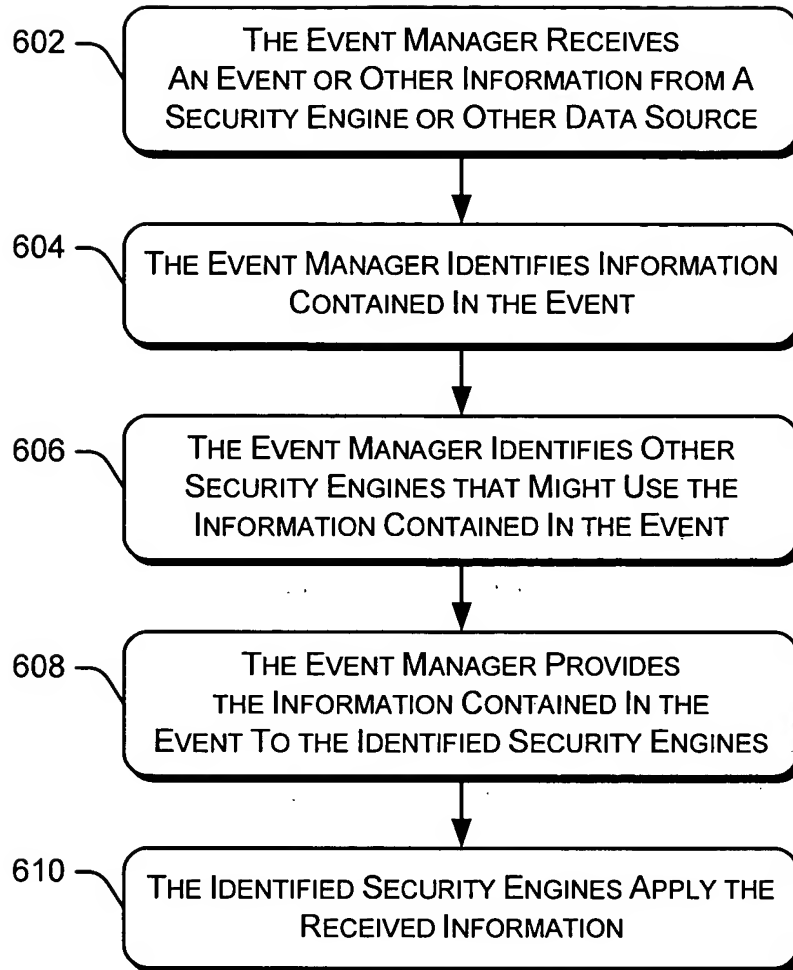 602
THE EVENT MANAGER RECEIVES
AN EVENT OR OTHER INFORMATION FROM A
SECURITY ENGINE OR OTHER DATA SOURCE
604
THE EVENT MANAGER IDENTIFIES INFORMATION
CONTAINED IN THE EVENT
606
THE EVENT MANAGER IDENTIFIES OTHER
SECURITY ENGINES THAT MIGHT USE THE
INFORMATION CONTAINED IN THE EVENT
608
THE EVENT MANAGER PROVIDES
THE INFORMATION CONTAINED IN THE
EVENT TO THE IDENTIFIED SECURITY ENGINES
610
THE IDENTIFIED SECURITY ENGINES APPLY THE
RECEIVED INFORMATION